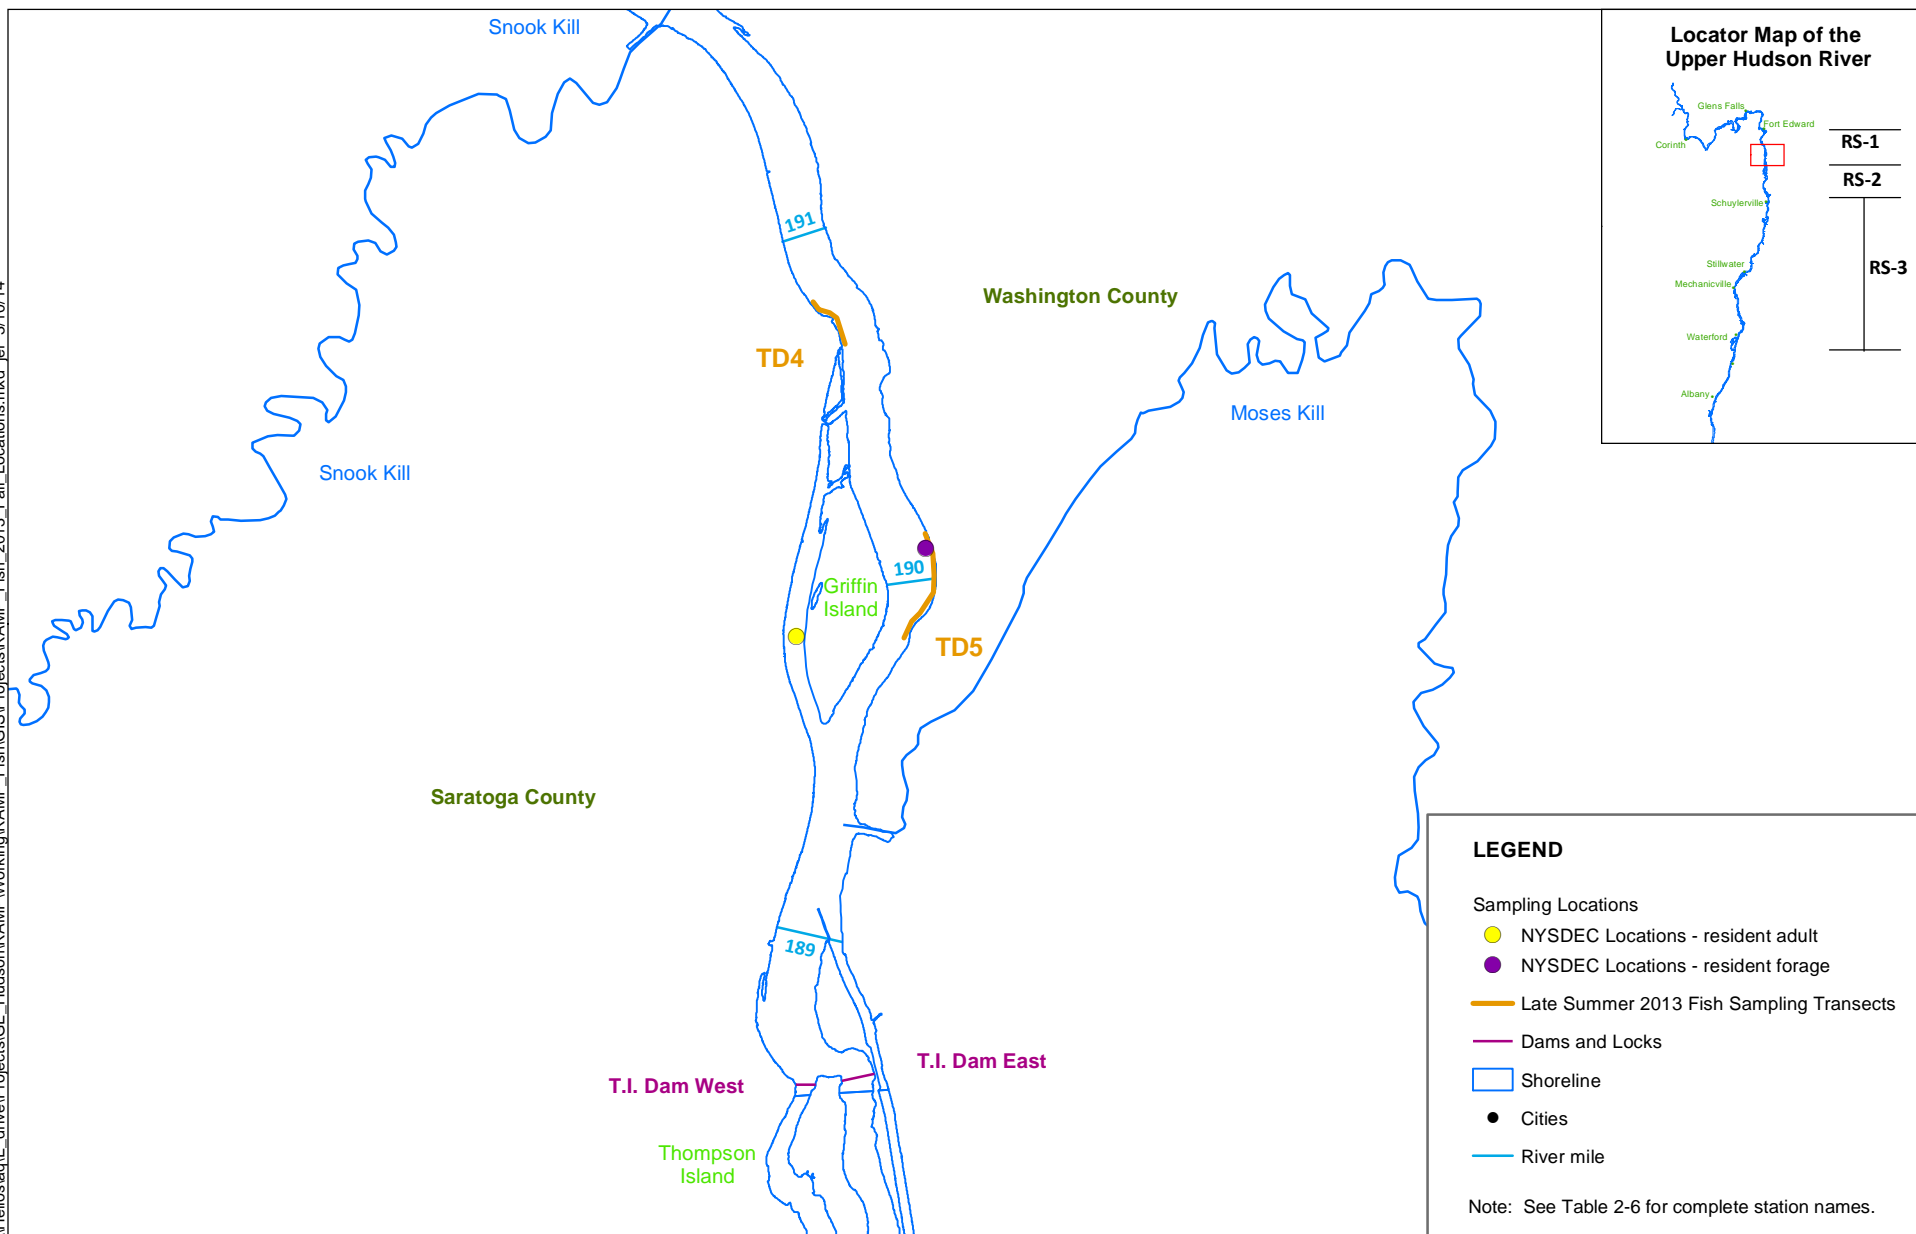 Snook Kill
191
Washington County
TD4
Moses Kill
Snook Kill
190
Griffin
Island
TD5
Saratoga County
189
T.I. Dam East
T.I. Dam West
Thompson
Island
Locator Map of the
Upper Hudson River
Glens Falls
Fort Edward
Corinth
RS-1
RS-2
Schuylerville
Stillwater
RS-3
Mechanicville
Waterford
Albany
LEGEND
Sampling Locations
NYSDEC Locations - resident adult
NYSDEC Locations - resident forage
Late Summer 2013 Fish Sampling Transects
Dams and Locks
Shoreline
Cities
River mile
Note: See Table 2-6 for complete station names.